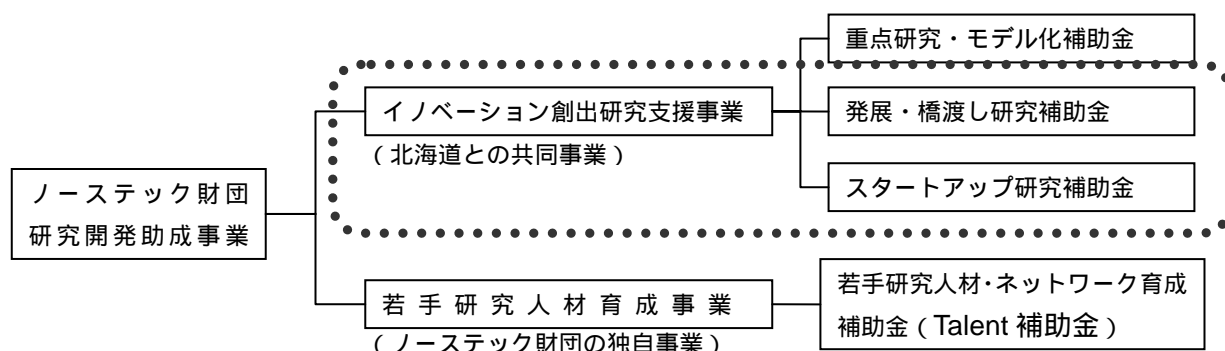 重点研究・モデル化補助金
イノベーション創出研究支援事業
発展・橋渡し研究補助金
（北海道との共同事業）
スタートアップ研究補助金
ノーステック財団
研究開発助成事業
若手研究人材育成事業
（ノーステック財団の独自事業）
若手研究人材・ネットワーク育成
補助金（Talent 補助金）